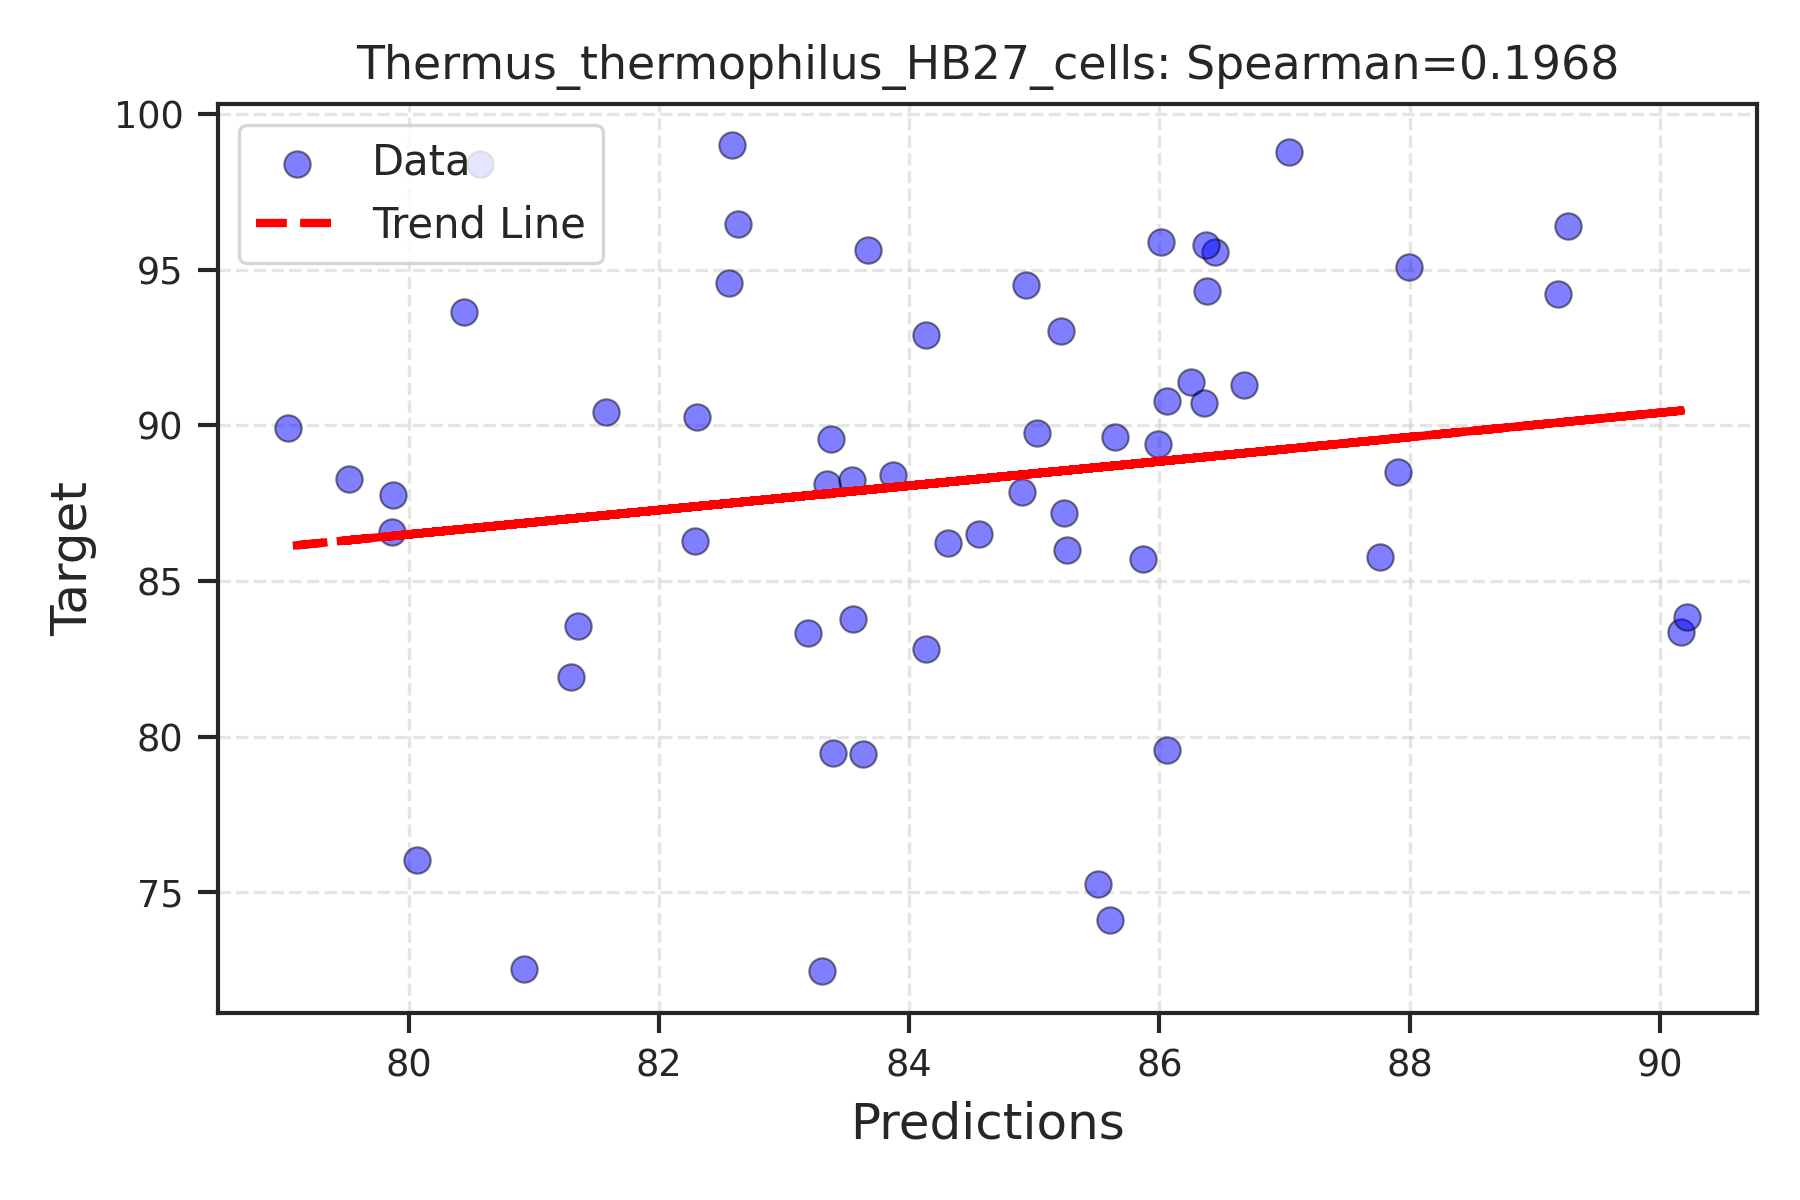 Thermus_thermophilus_HB27_cells: Spearman=0.1968
Data
Trend Line
100
95
90
85
80
75
Target
80 82 84 86 88 90
Predictions